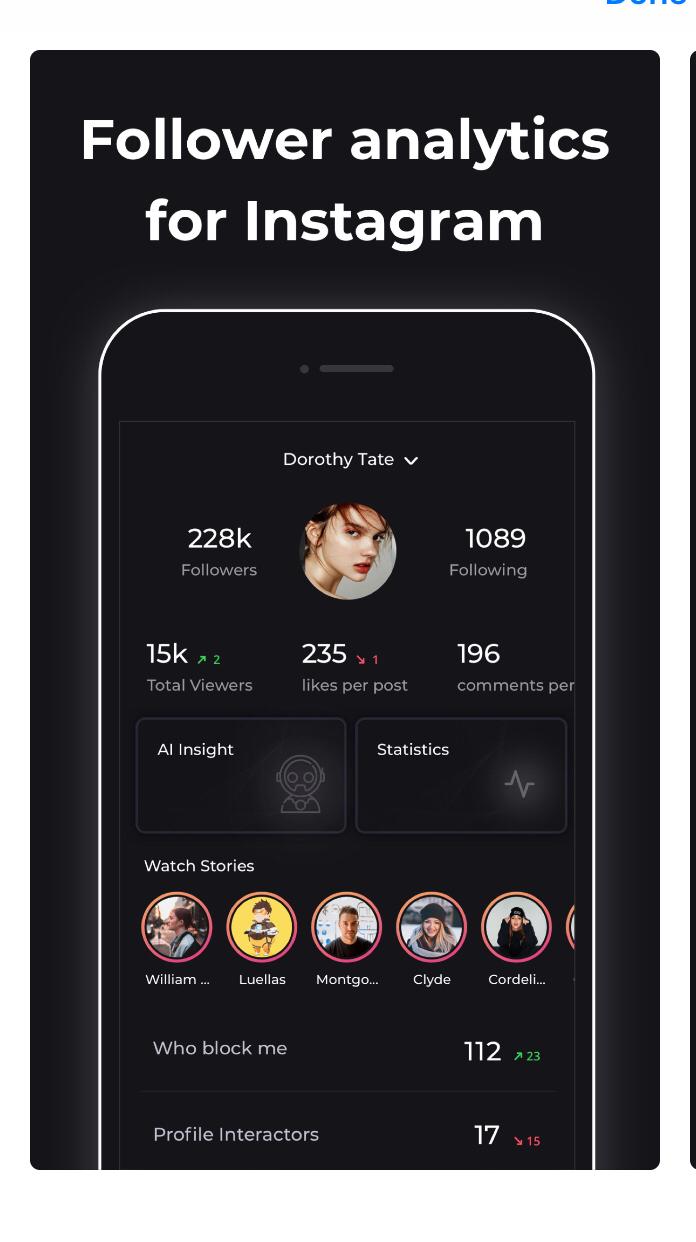 Done
Follower analytics
for Instagram
Dorothy Tate
228k
Followers
1089
Following
15k 2
Total Viewers
235 1
likes per post
196
comments per
AI Insight
Statistics
Watch Stories
William ...
Luellas
Montgo...
Clyde
Cordeli...
Who block me
112 23
Profile Interactors
17 15